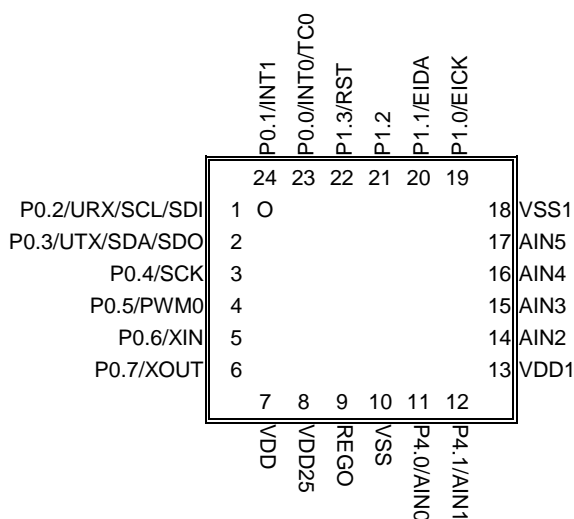 P0.1/INT1
P0.0/INT0/TC0
P1.3/RST
P1.2
P1.1/EIDA
P1.0/EICK
24 23 22 21 20 19
P0.2/URX/SCL/SDI 1 O 18 VSS1
P0.3/UTX/SDA/SDO 2 17 AIN5
P0.4/SCK 3 16 AIN4
P0.5/PWM0 4 15 AIN3
P0.6/XIN 5 14 AIN2
P0.7/XOUT 6 13 VDD1
7 8 9 10 11 12
VDD
VDD25
REGO
VSS
P4.0/AIN0
P4.1/AIN1